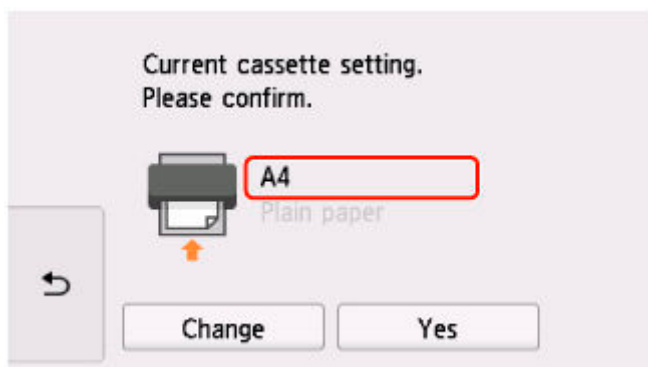 Current cassette setting.
Please confirm.
A4
Plain paper
Change
Yes